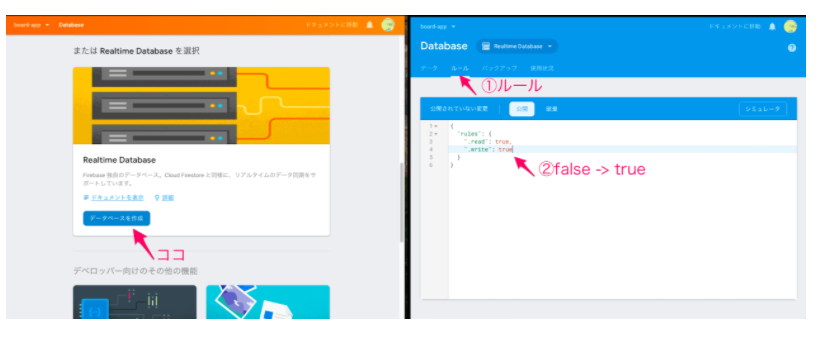 board-app
Database
ドキュメントに移動
または Realtime Database を選択
Realtime Database
Firebase 独自のデータベース。Cloud Firestore と同様に、リアルタイムのデータ同期をサ
ポートしています。
ドキュメントを表示
詳細
データベースを作成
ココ
デベロッパー向けのその他の機能
board-app
ドキュメントに移動
Database
Realtime Database
データ ルール バックアップ 使用状況
①ルール
公開されていない変更
公開
破棄
シミュレータ
1 {
2 "rules": {
3 ".read": true,
4 ".write": true
5 }
6 }
②false -> true